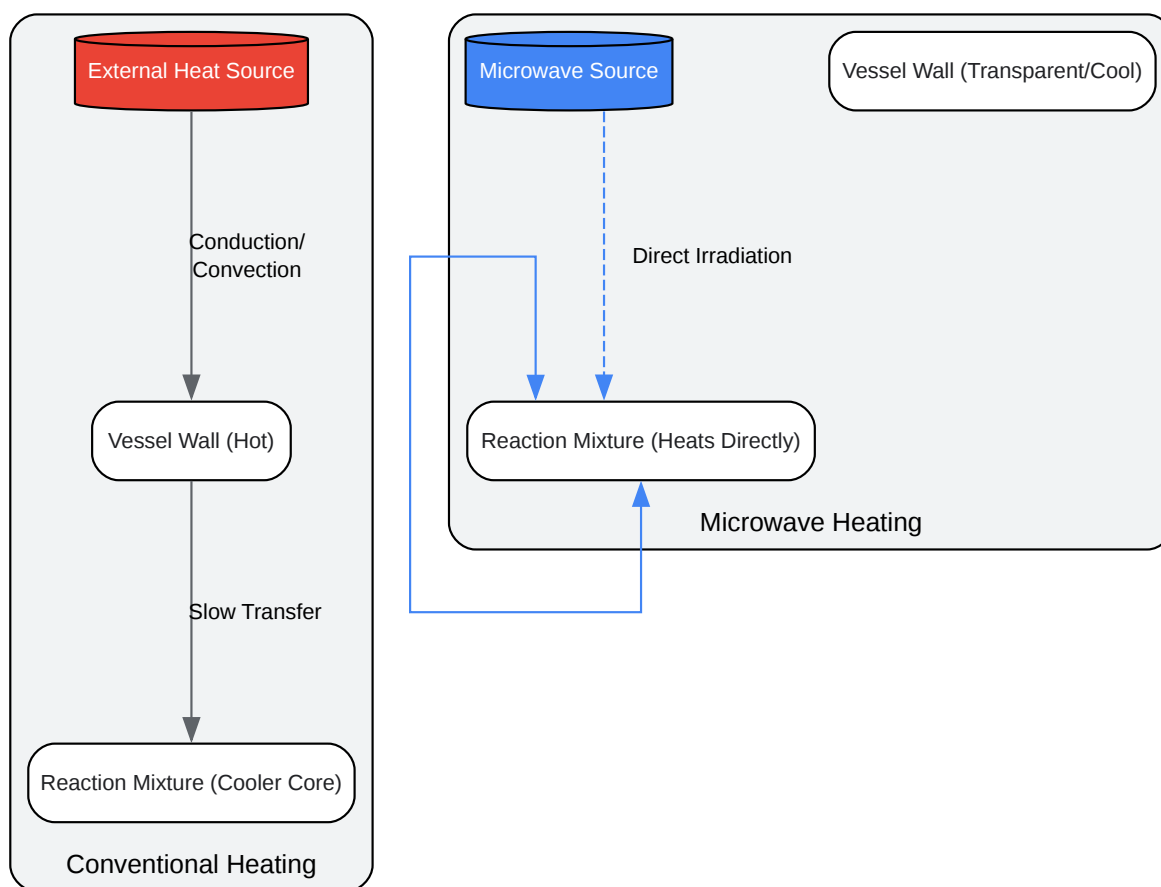 External Heat Source
Conduction/
Convection
Vessel Wall (Hot)
Slow Transfer
Reaction Mixture (Cooler Core)
Conventional Heating
Microwave Source
Vessel Wall (Transparent/Cool)
Direct Irradiation
Reaction Mixture (Heats Directly)
Microwave Heating